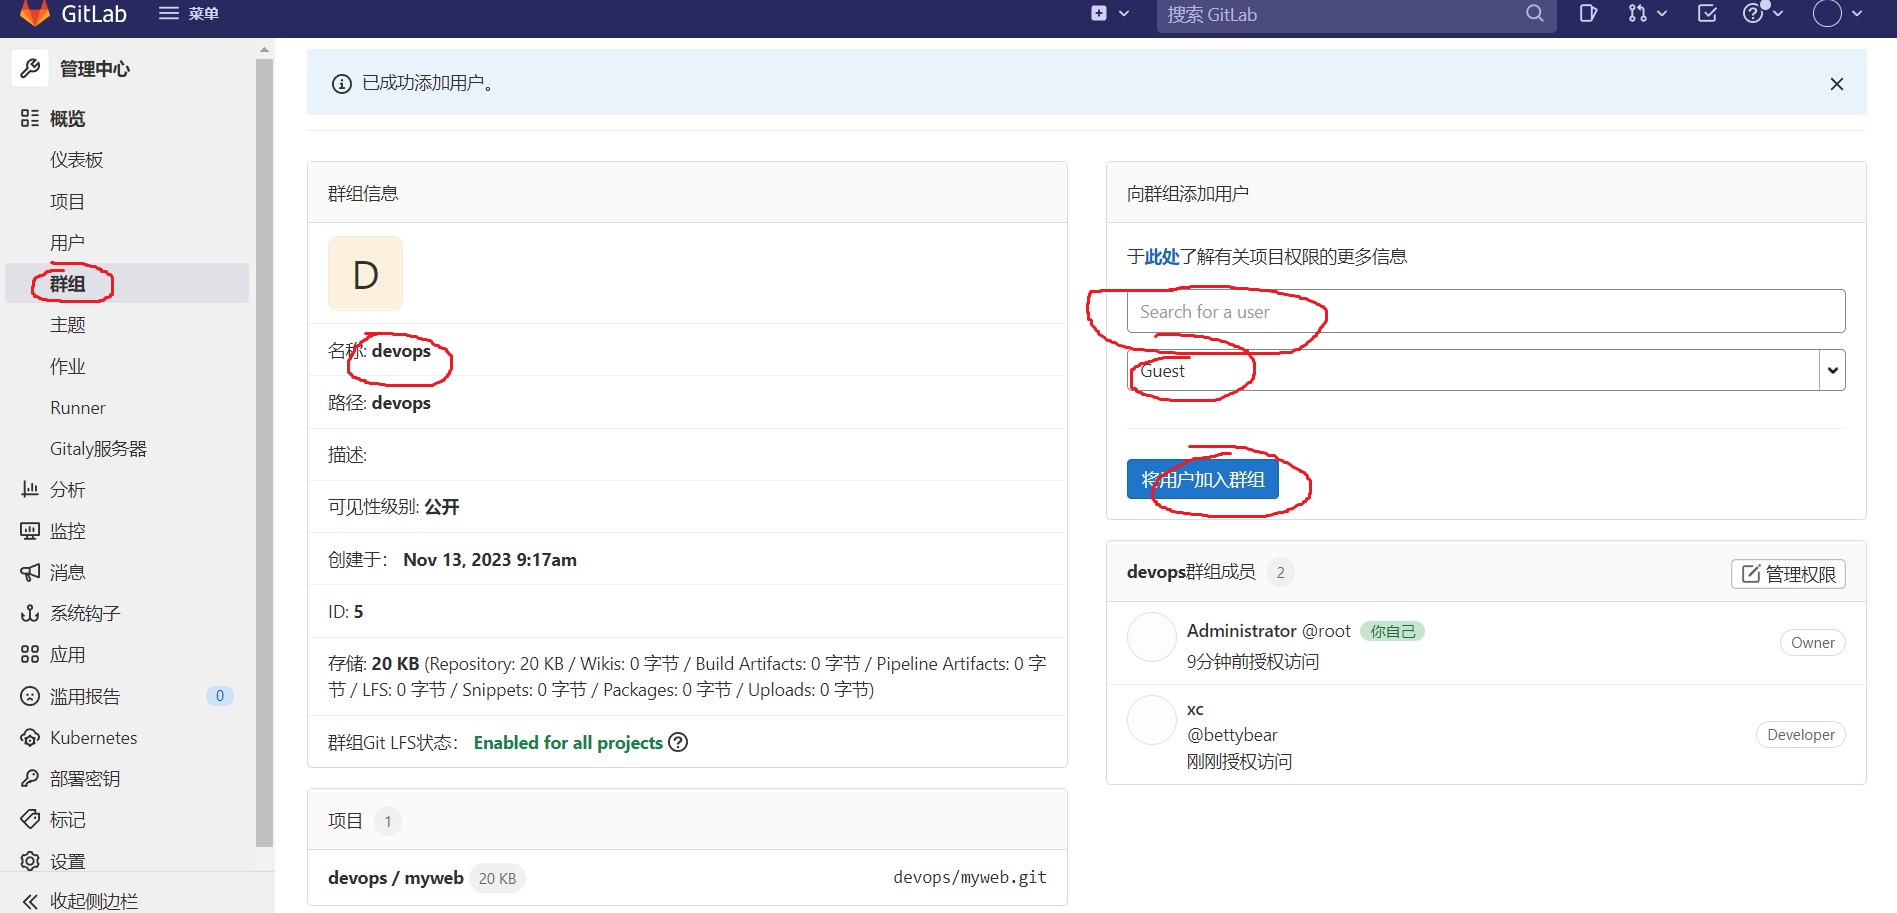 GitLab
菜单
搜索 GitLab
管理中心
概览
仪表板
项目
用户
群组
主题
作业
Runner
Gitaly服务器
分析
监控
消息
系统钩子
应用
滥用报告 0
Kubernetes
部署密钥
标记
设置
收起侧边栏
已成功添加用户。
群组信息
D
名称: devops
路径: devops
描述:
可见性级别: 公开
创建于： Nov 13, 2023 9:17am
ID: 5
存储: 20 KB (Repository: 20 KB / Wikis: 0 字节 / Build Artifacts: 0 字节 / Pipeline Artifacts: 0 字
节 / LFS: 0 字节 / Snippets: 0 字节 / Packages: 0 字节 / Uploads: 0 字节)
群组Git LFS状态： Enabled for all projects
项目 1
devops / myweb 20 KB devops/myweb.git
向群组添加用户
于此处了解有关项目权限的更多信息
Search for a user
Guest
将用户加入群组
devops群组成员 2 管理权限
Administrator @root 你自己
9分钟前授权访问
Owner
xc
@bettybear
刚刚授权访问
Developer